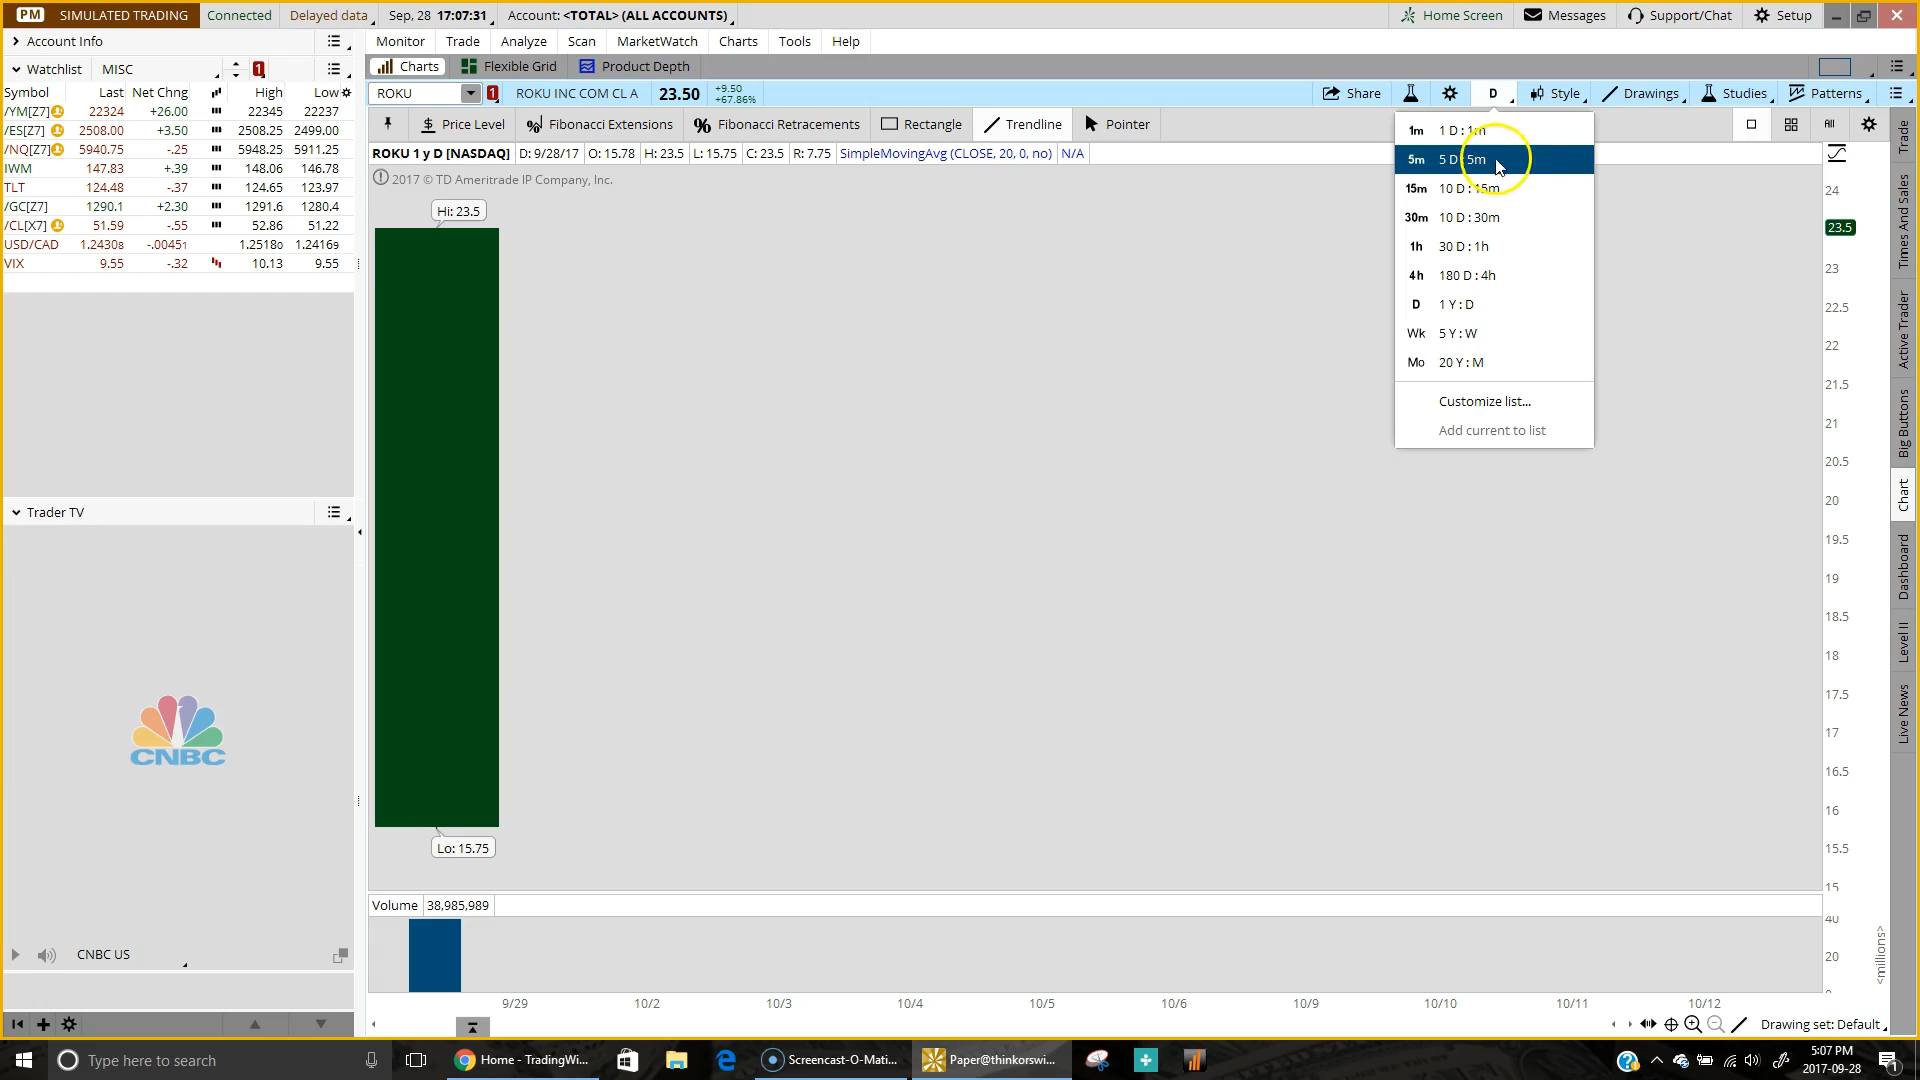 PM SIMULATED TRADING Connected Delayed data Sep, 28 17:07:31 Account: <TOTAL> (ALL ACCOUNTS) Home Screen Messages Support/Chat Setup
Account Info
Monitor Trade Analyze Scan MarketWatch Charts Tools Help
Watchlist MISC 1
Charts Flexible Grid Product Depth
Symbol Last Net Chng High Low
ROKU 1 ROKU INC COM CL A 23.50 +9.50 +67.86% Share D Style Drawings Studies Patterns
/YM[Z7] 22324 +26.00 22345 22237
/ES[Z7] 2508.00 +3.50 2508.25 2499.00
/NQ[Z7] 5940.75 -.25 5948.25 5911.25
IWM 147.83 +.39 148.06 146.78
TLT 124.48 -.37 124.65 123.97
/GC[Z7] 1290.1 +2.30 1291.6 1280.4
/CL[X7] 51.59 -.55 52.86 51.22
USD/CAD 1.24308 -.00451 1.25180 1.24169
VIX 9.55 -.32 10.13 9.55
$ Price Level Fibonacci Extensions Fibonacci Retracements Rectangle Trendline Pointer All
ROKU 1 y D [NASDAQ] D: 9/28/17 O: 15.78 H: 23.5 L: 15.75 C: 23.5 R: 7.75 SimpleMovingAvg (CLOSE, 20, 0, no) N/A
2017 © TD Ameritrade IP Company, Inc.
Hi: 23.5
Lo: 15.75
1m 1 D : 1m
5m 5 D : 5m
15m 10 D : 15m
30m 10 D : 30m
1h 30 D : 1h
4h 180 D : 4h
D 1 Y : D
Wk 5 Y : W
Mo 20 Y : M
Customize list...
Add current to list
24
23.5
23
22.5
22
21.5
21
20.5
20
19.5
19
18.5
18
17.5
17
16.5
16
15.5
15
Trade
Times And Sales
Active Trader
Big Buttons
Chart
Dashboard
Level II
Live News
Trader TV
CNBC
CNBC US
Volume 38,985,989
40
20
<millions>
9/29 10/2 10/3 10/4 10/5 10/6 10/9 10/10 10/11 10/12
Drawing set: Default
Type here to search
Home - TradingWi...
Screencast-O-Mati...
Paper@thinkorswi...
5:07 PM
2017-09-28
1